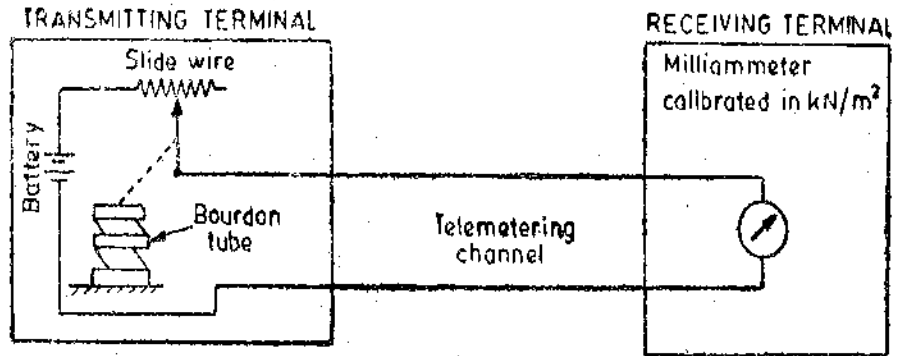 TRANSMITTING TERMINAL
Slide wire
Battery
Bourdon
tube
Telemetering
channel
RECEIVING TERMINAL
Milliammeter
calibrated in kN/m²